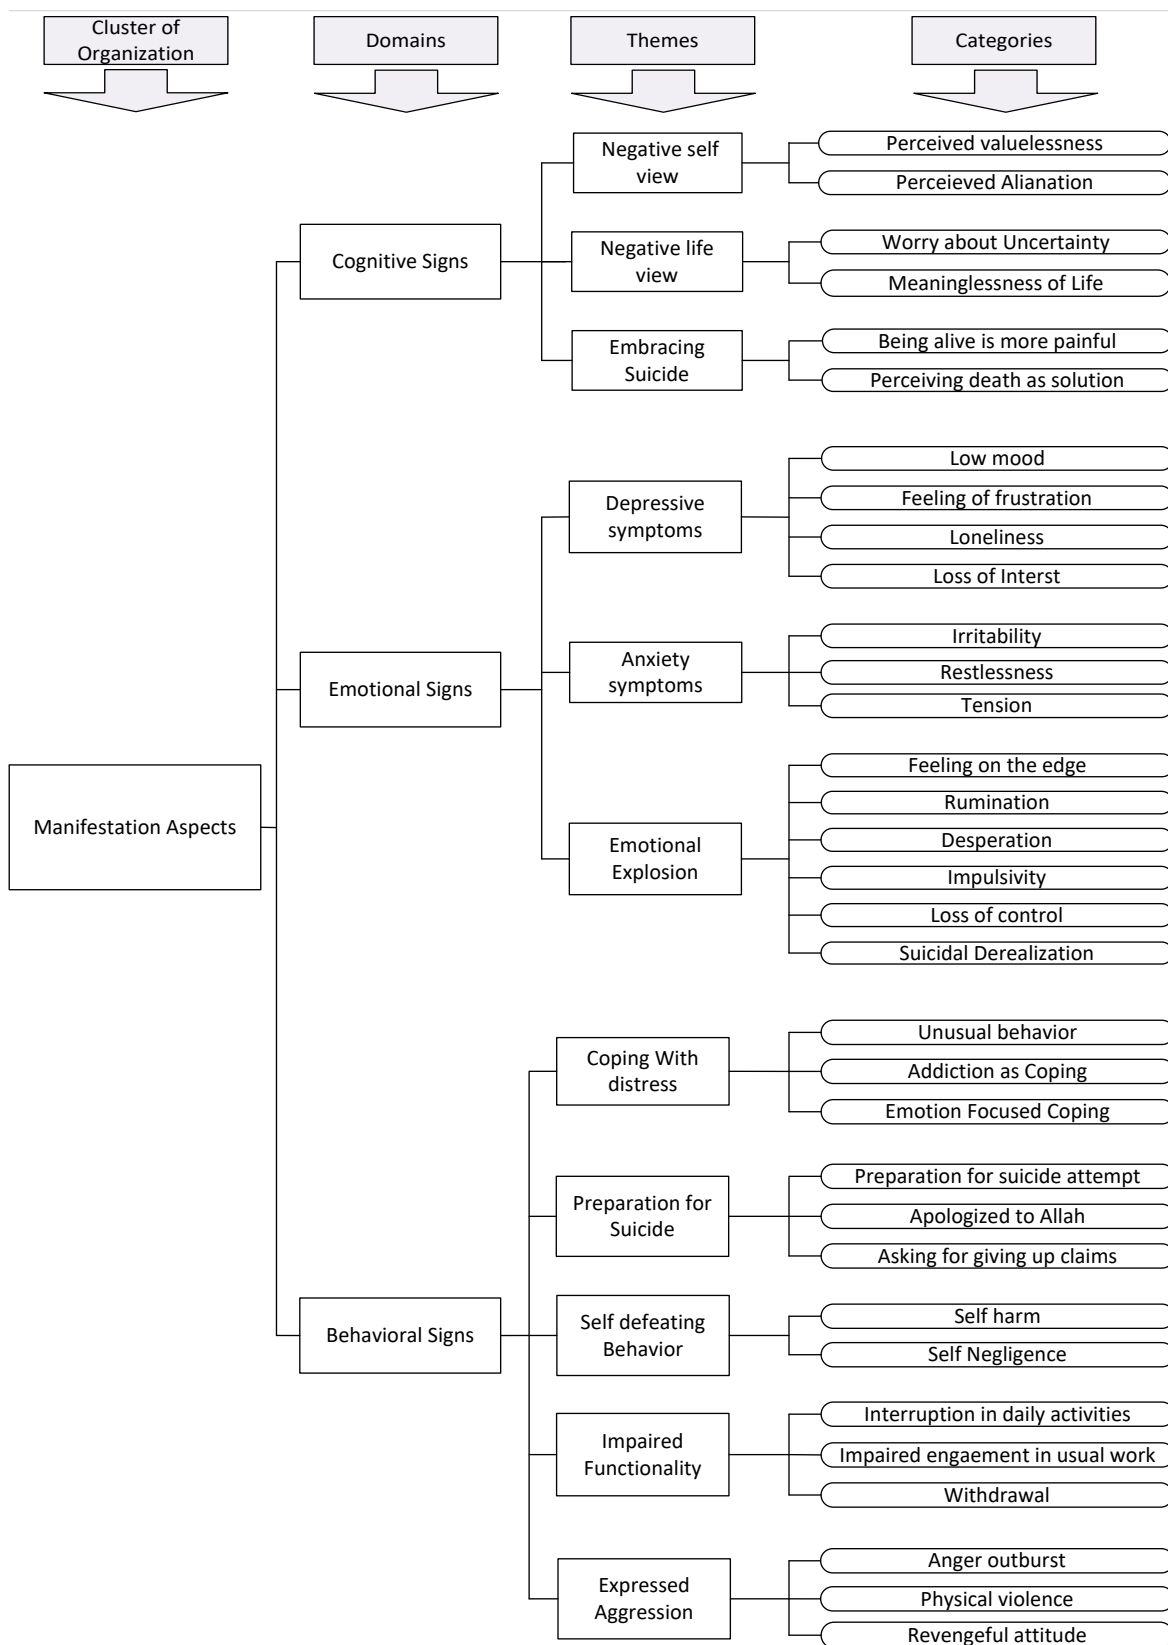 Cluster of
Organization
Domains
Themes
Categories
Negative self
view
Perceived valuelessness
Perceieved Alianation
Cognitive Signs
Negative life
view
Worry about Uncertainty
Meaninglessness of Life
Embracing
Suicide
Being alive is more painful
Perceiving death as solution
Depressive
symptoms
Low mood
Feeling of frustration
Loneliness
Loss of Interst
Emotional Signs
Anxiety
symptoms
Irritability
Restlessness
Tension
Manifestation Aspects
Emotional
Explosion
Feeling on the edge
Rumination
Desperation
Impulsivity
Loss of control
Suicidal Derealization
Coping With
distress
Unusual behavior
Addiction as Coping
Emotion Focused Coping
Preparation for
Suicide
Preparation for suicide attempt
Apologized to Allah
Asking for giving up claims
Behavioral Signs
Self defeating
Behavior
Self harm
Self Negligence
Impaired
Functionality
Interruption in daily activities
Impaired engaement in usual work
Withdrawal
Expressed
Aggression
Anger outburst
Physical violence
Revengeful attitude